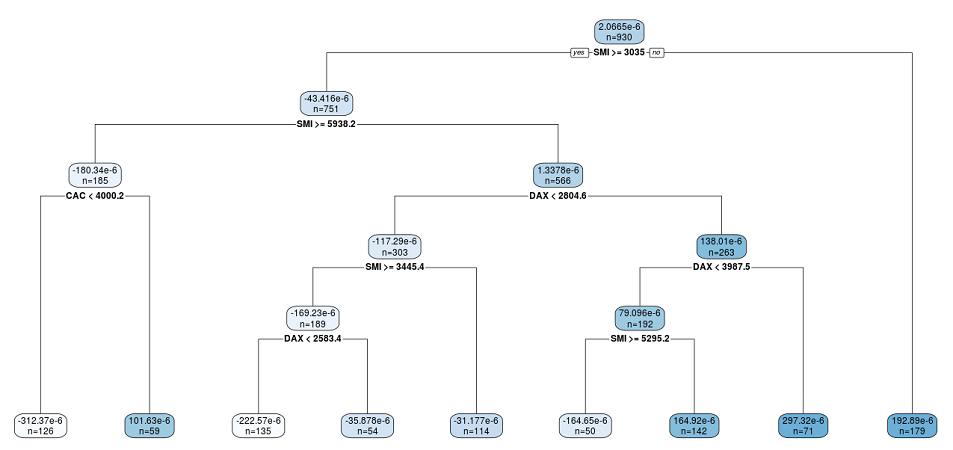 2.0665e-6
n=930
yes SMI >= 3035 no
-43.416e-6
n=751
SMI >= 5938.2
-180.34e-6
n=185
CAC < 4000.2
1.3378e-6
n=566
DAX < 2804.6
-117.29e-6
n=303
SMI >= 3445.4
138.01e-6
n=263
DAX < 3987.5
-169.23e-6
n=189
DAX < 2583.4
79.096e-6
n=192
SMI >= 5295.2
-312.37e-6
n=126
101.63e-6
n=59
-222.57e-6
n=135
-35.878e-6
n=54
-31.177e-6
n=114
-164.65e-6
n=50
164.92e-6
n=142
297.32e-6
n=71
192.89e-6
n=179